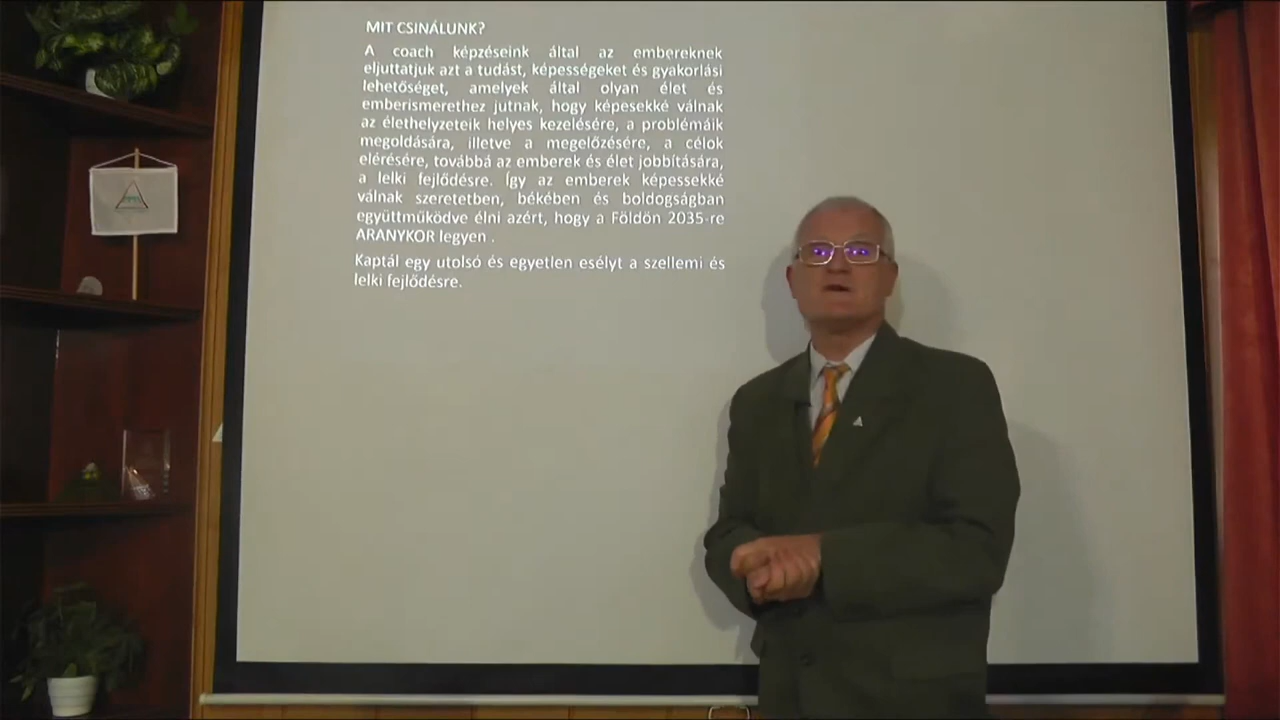 MIT CSINÁLUNK?
A coach képzéseink által az embereknek
eljuttatjuk azt a tudást, képességeket és gyakorlási
lehetőséget, amelyek által olyan élet és
emberismerethez jutnak, hogy képesekké válnak
az élethelyzeteik helyes kezelésére, a problémáik
megoldására, illetve a megelőzésére, a célok
elérésére, továbbá az emberek és élet jobbítására,
a lelki fejlődésre. Így az emberek képessekké
válnak szeretetben, békében és boldogságban
együttműködve élni azért, hogy a Földön 2035-re
ARANYKOR legyen .
Kaptál egy utolsó és egyetlen esélyt a szellemi és
lelki fejlődésre.